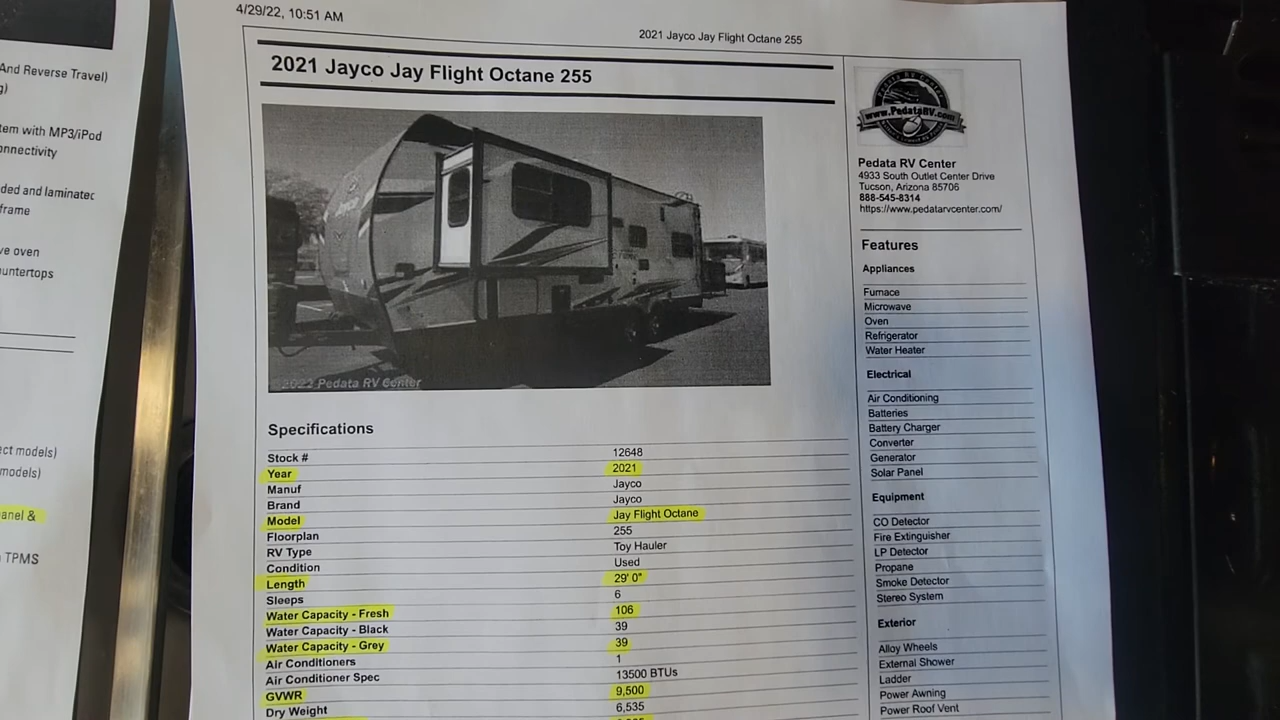 And Reverse Travel)
g)
tem with MP3/iPod
onnectivity
ded and laminated
frame
ve oven
untertops
ect models)
models)
anel &
TPMS
4/29/22, 10:51 AM
2021 Jayco Jay Flight Octane 255
2021 Jayco Jay Flight Octane 255
©2022 Pedata RV Center
Specifications
Stock # 12648
Year 2021
Manuf Jayco
Brand Jayco
Model Jay Flight Octane
Floorplan 255
RV Type Toy Hauler
Condition Used
Length 29' 0"
Sleeps 6
Water Capacity - Fresh 106
Water Capacity - Black 39
Water Capacity - Grey 39
Air Conditioners 1
Air Conditioner Spec 13500 BTUs
GVWR 9,500
Dry Weight 6,535
www.PedataRV.com
Pedata RV Center
4933 South Outlet Center Drive
Tucson, Arizona 85706
888-545-8314
https://www.pedatarvcenter.com/
Features
Appliances
Furnace
Microwave
Oven
Refrigerator
Water Heater
Electrical
Air Conditioning
Batteries
Battery Charger
Converter
Generator
Solar Panel
Equipment
CO Detector
Fire Extinguisher
LP Detector
Propane
Smoke Detector
Stereo System
Exterior
Alloy Wheels
External Shower
Ladder
Power Awning
Power Roof Vent